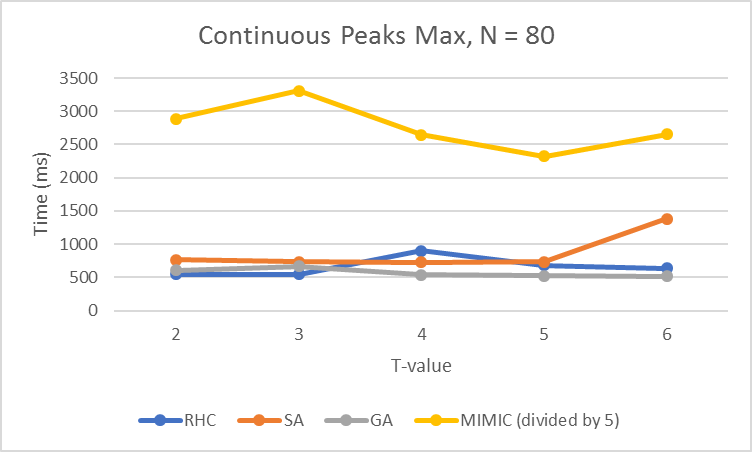 Continuous Peaks Max, N = 80
3500
3000
2500
2000
1500
1000
500
0
Time (ms)
2 3 4 5 6
T-value
RHC SA GA MIMIC (divided by 5)